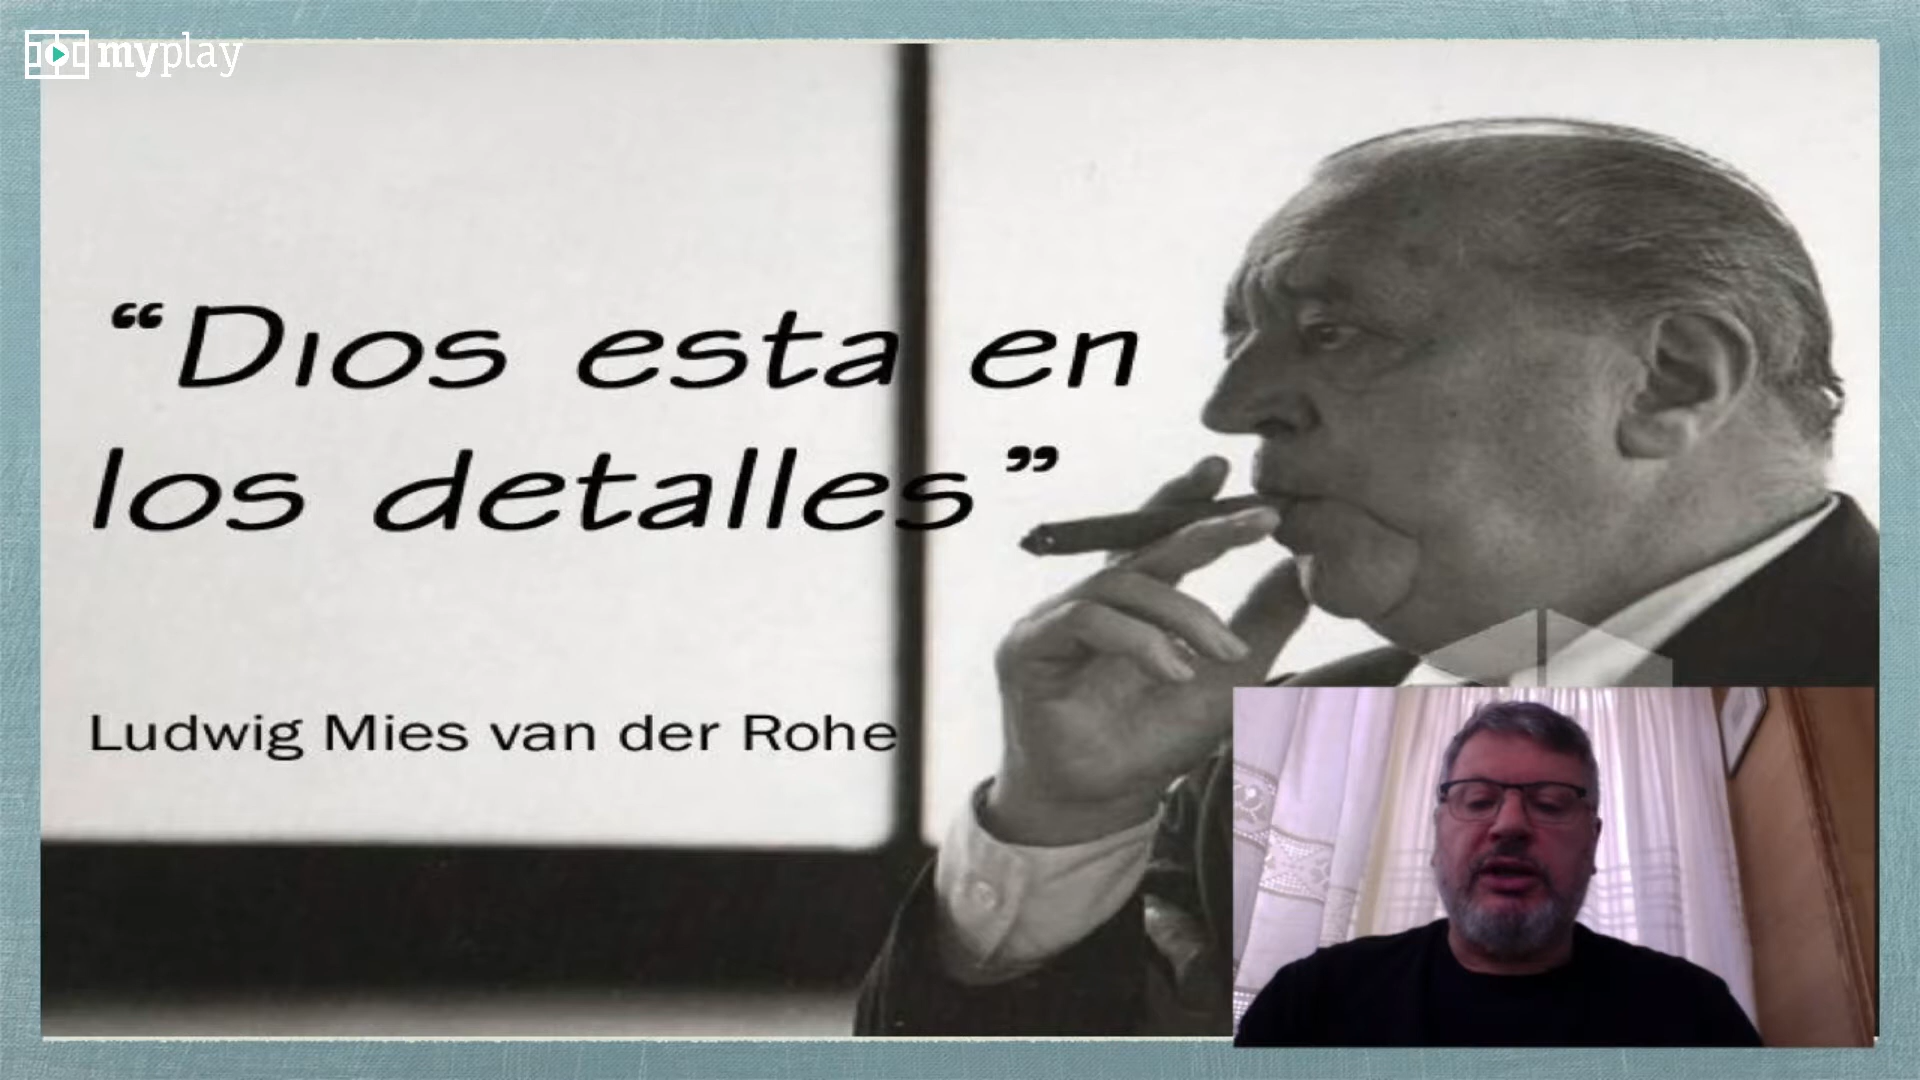 myplay
“Dios esta en
los detalles”
Ludwig Mies van der Rohe